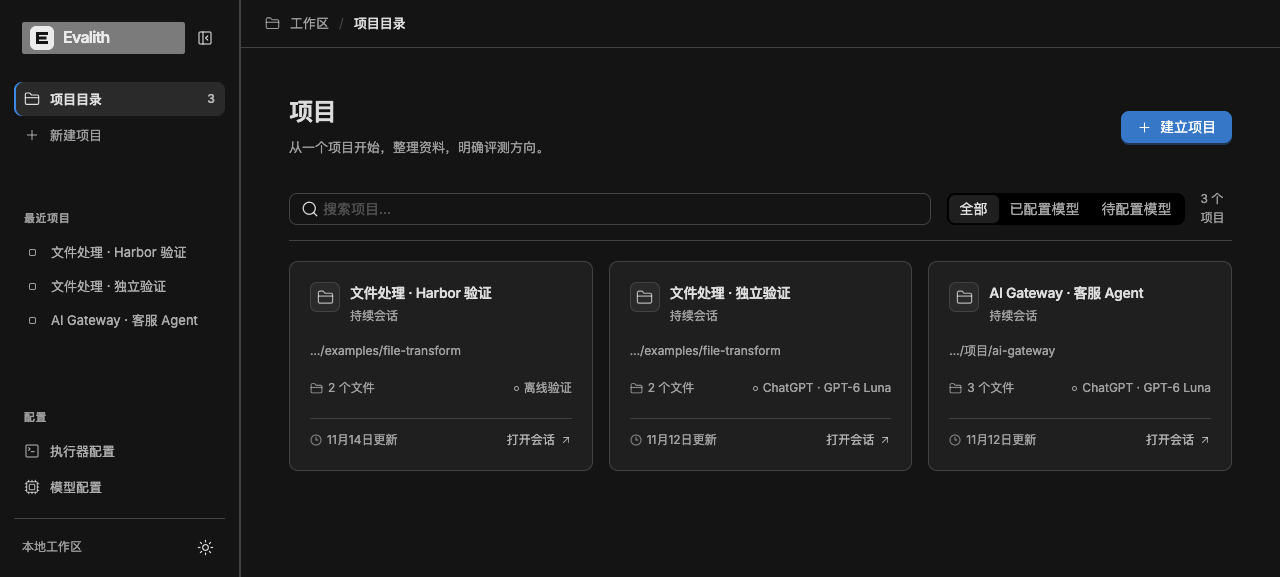 Evalith
项目目录 3
新建项目
最近项目
文件处理 · Harbor 验证
文件处理 · 独立验证
AI Gateway · 客服 Agent
配置
执行器配置
模型配置
本地工作区
工作区 / 项目目录
项目
从一个项目开始，整理资料，明确评测方向。
建立项目
搜索项目...
全部 已配置模型 待配置模型
3 个
项目
文件处理 · Harbor 验证
持续会话
.../examples/file-transform
2 个文件 离线验证
11月14日更新 打开会话
文件处理 · 独立验证
持续会话
.../examples/file-transform
2 个文件 ChatGPT · GPT-6 Luna
11月12日更新 打开会话
AI Gateway · 客服 Agent
持续会话
.../项目/ai-gateway
3 个文件 ChatGPT · GPT-6 Luna
11月12日更新 打开会话